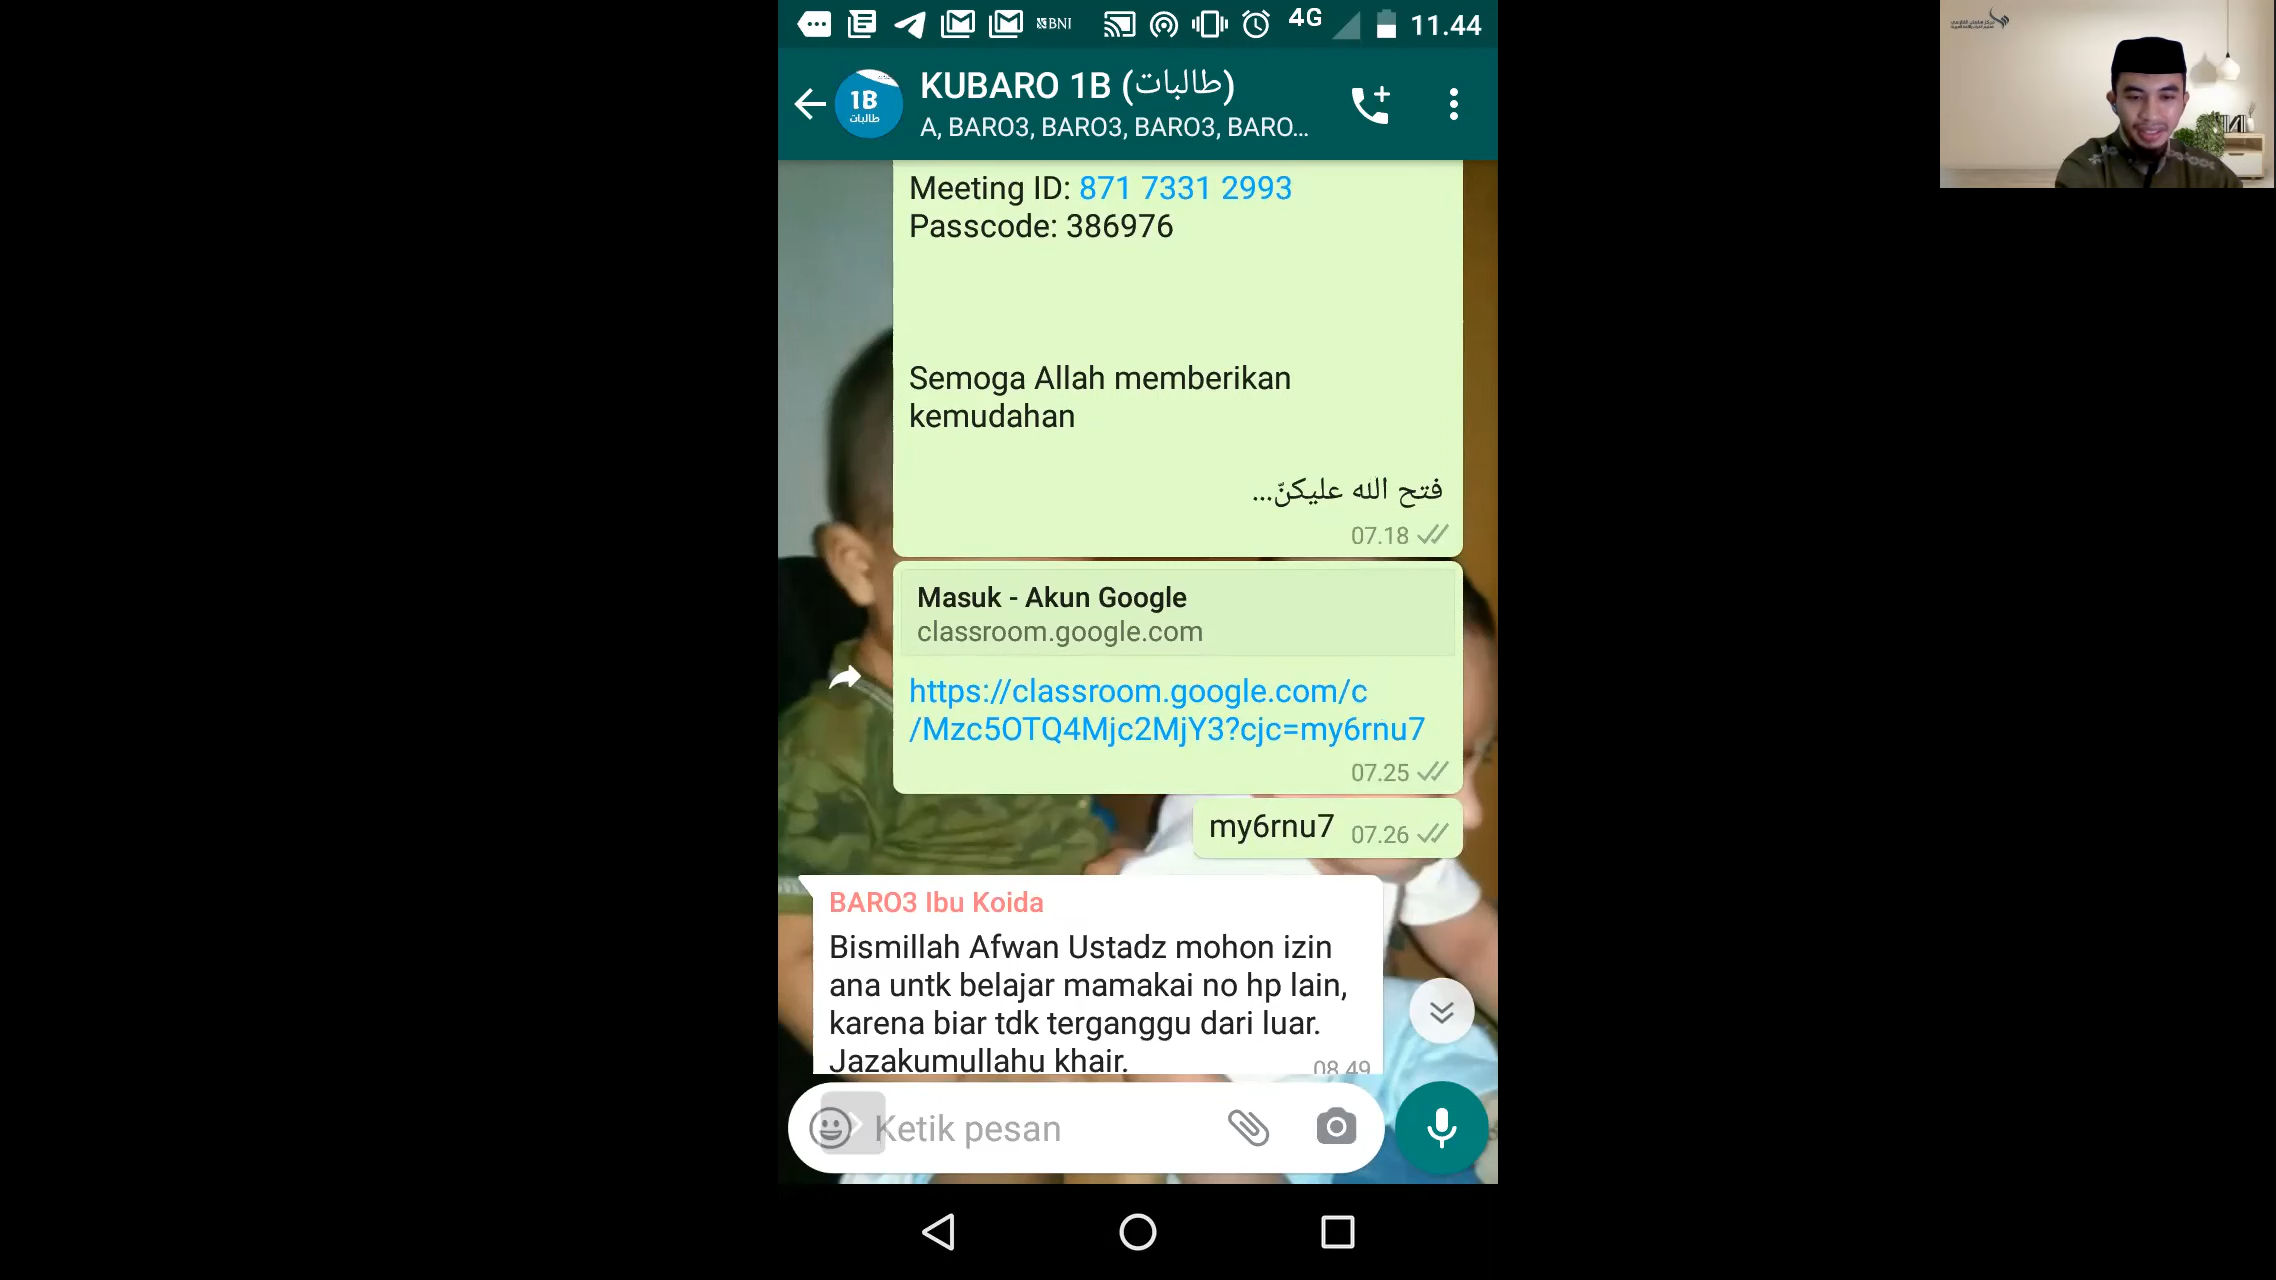 BNI 4G 11.44
1B
طالبات
KUBARO 1B (طالبات)
A, BARO3, BARO3, BARO3, BARO...
Meeting ID: 871 7331 2993
Passcode: 386976
Semoga Allah memberikan
kemudahan
فتح الله عليكنّ...
07.18
Masuk - Akun Google
classroom.google.com
https://classroom.google.com/c
/Mzc5OTQ4Mjc2MjY3?cjc=my6rnu7
07.25
my6rnu7 07.26
BARO3 Ibu Koida
Bismillah Afwan Ustadz mohon izin
ana untk belajar mamakai no hp lain,
karena biar tdk terganggu dari luar.
Jazakumullahu khair.
08.49
Ketik pesan